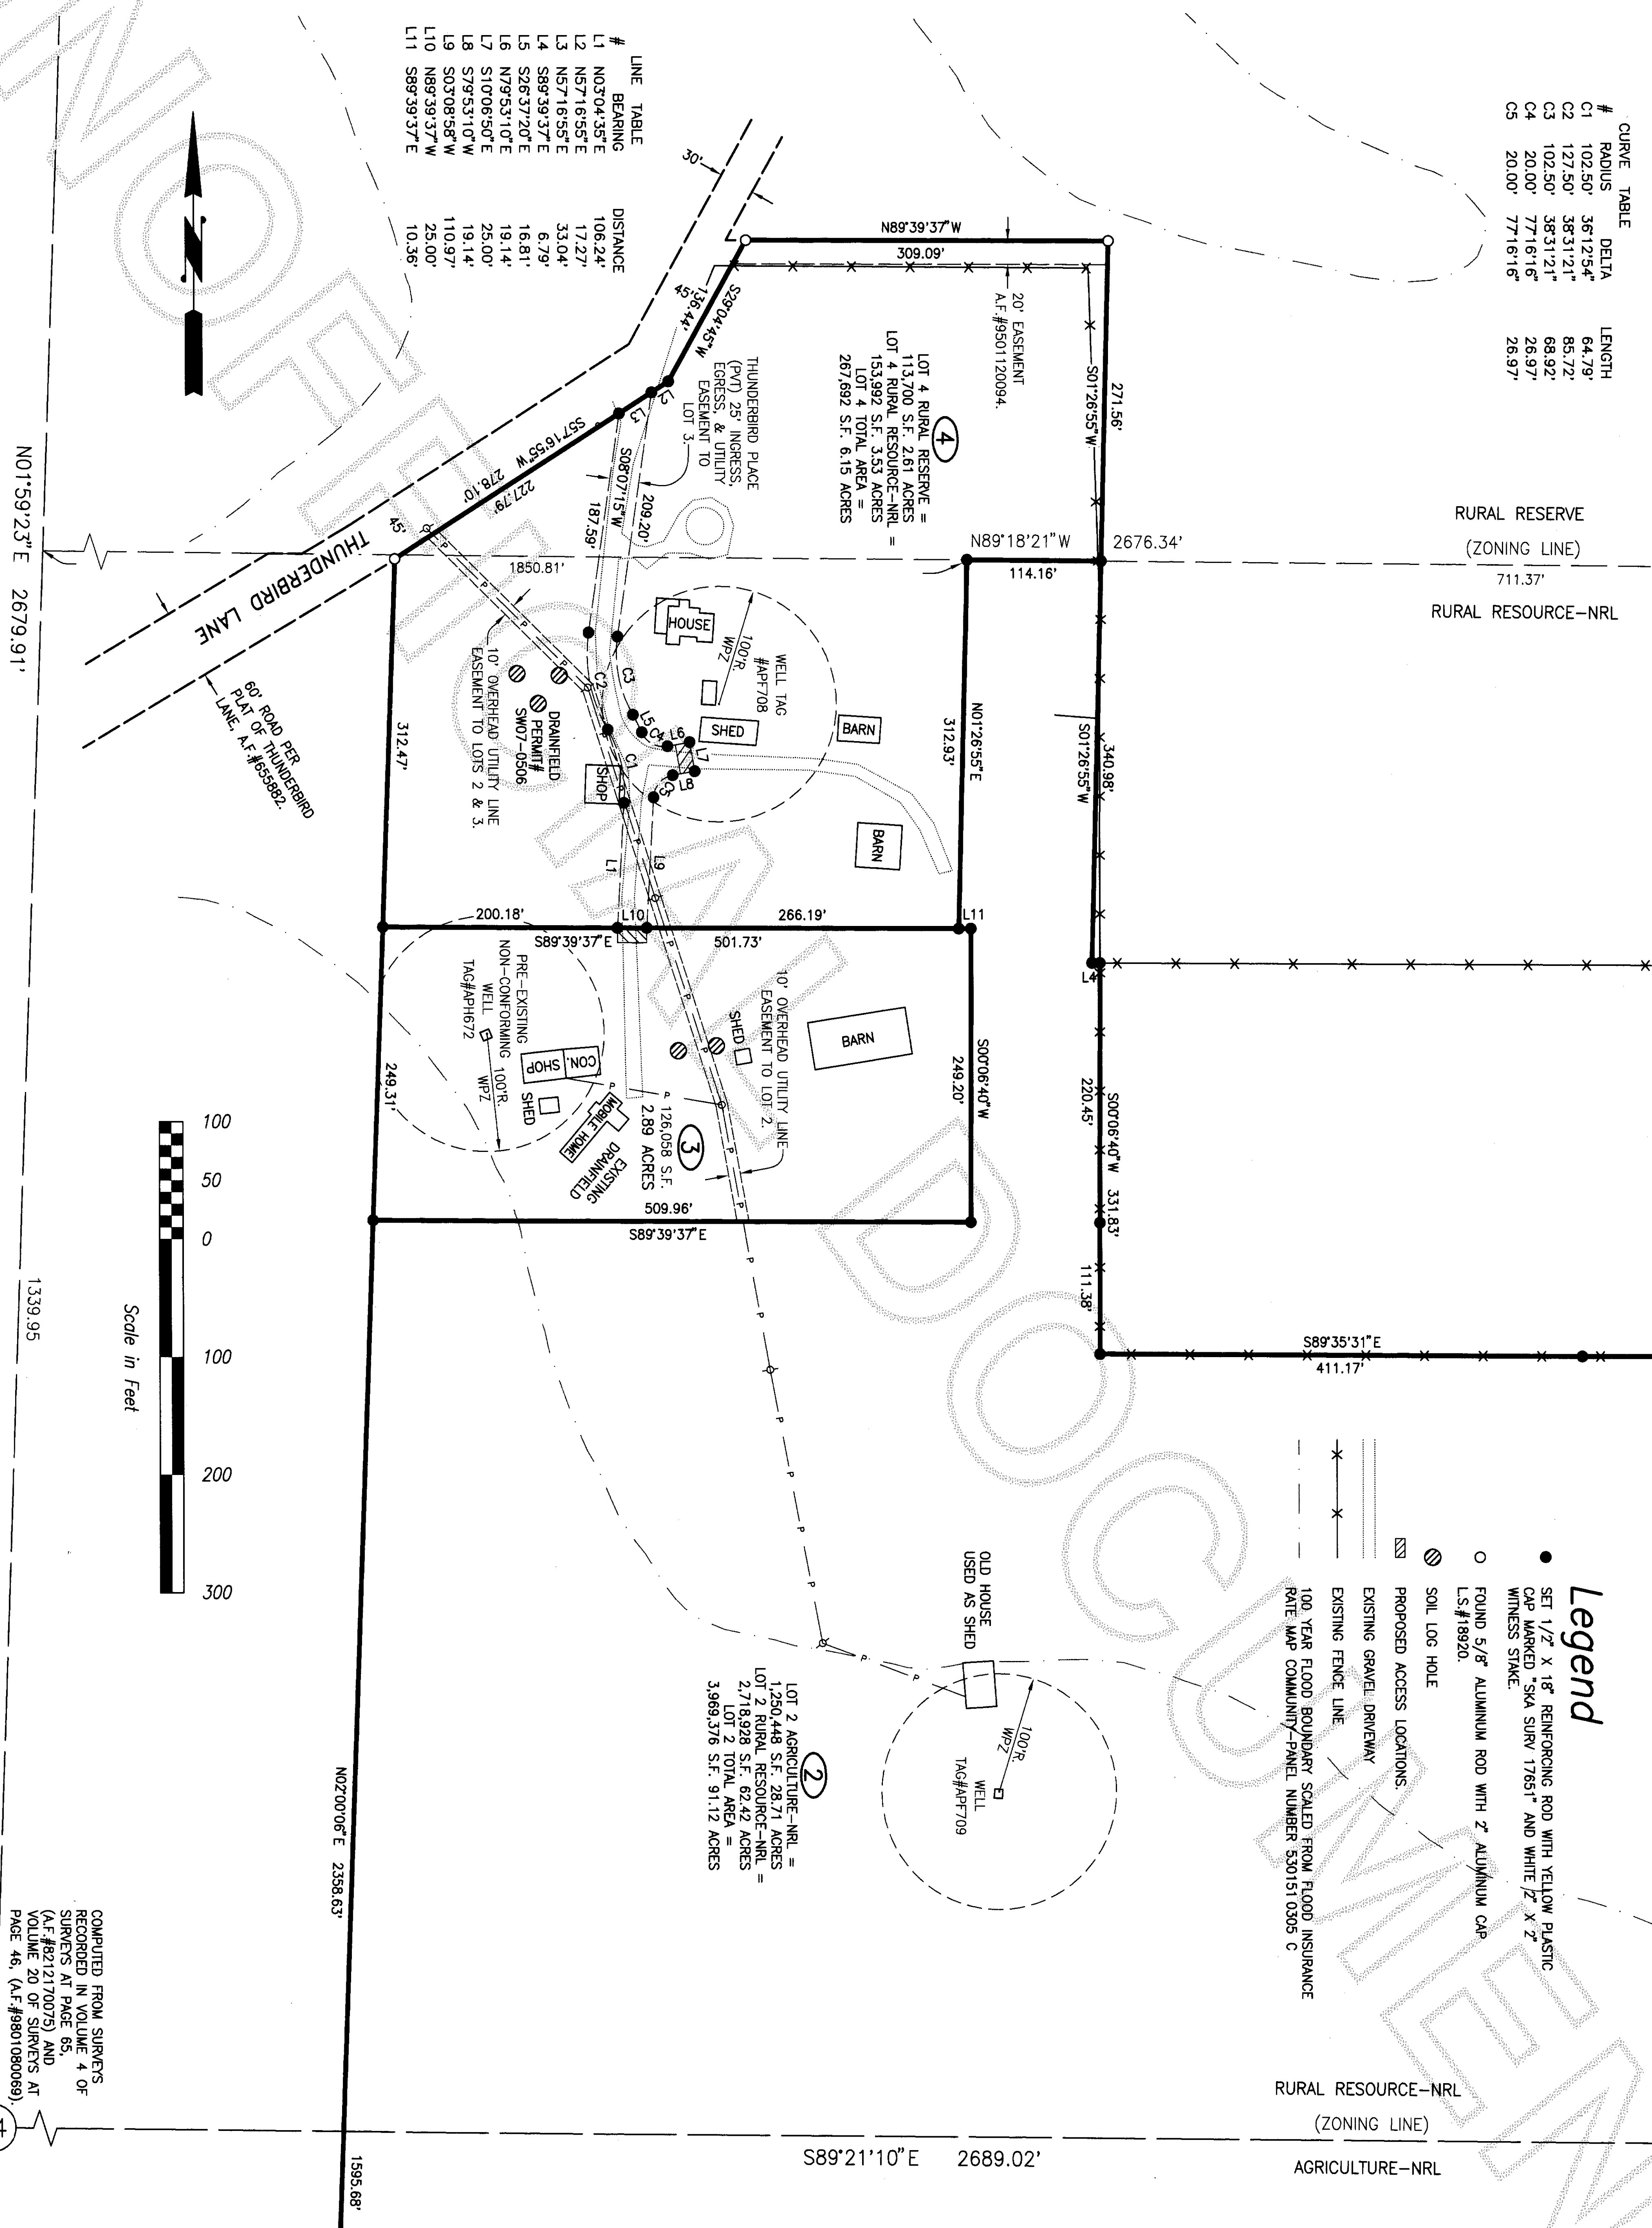 CURVE TABLE
# RADIUS DELTA LENGTH
C1 102.50' 36°12'54" 64.79'
C2 127.50' 38°31'21" 85.72'
C3 102.50' 38°31'21" 68.92'
C4 20.00' 77°16'16" 26.97'
C5 20.00' 77°16'16" 26.97'
LINE TABLE
# BEARING DISTANCE
L1 N03°04'35"E 106.24'
L2 N57°16'55"E 17.27'
L3 N57°16'55"E 33.04'
L4 S89°39'37"E 6.79'
L5 S26°37'20"E 16.81'
L6 N79°53'10"E 19.14'
L7 S10°06'50"E 25.00'
L8 S79°53'10"W 19.14'
L9 S03°08'58"W 110.97'
L10 N89°39'37"W 25.00'
L11 S89°39'37"E 10.36'
N
30'
N89°39'37"W
309.09'
20' EASEMENT
A.F.#9501120094.
271.56'
S01°26'55"W
S29°04'45"W
136.44'
45'
L2
L3
4
LOT 4 RURAL RESERVE =
113,700 S.F. 2.61 ACRES
LOT 4 RURAL RESOURCE-NRL =
153,992 S.F. 3.53 ACRES
LOT 4 TOTAL AREA =
267,692 S.F. 6.15 ACRES
THUNDERBIRD PLACE
(PVT) 25' INGRESS,
EGRESS, & UTILITY
EASEMENT TO
LOT 3.
S57°16'55"W
278.10'
227.79'
45'
S08°07'15"W
209.20'
187.59'
RURAL RESERVE
(ZONING LINE)
711.37'
RURAL RESOURCE-NRL
N89°18'21"W 2676.34'
114.16'
1850.81'
THUNDERBIRD LANE
60' ROAD PER
PLAT OF THUNDERBIRD
LANE, A.F.#655882.
N01°59'23"E 2679.91'
1339.95
HOUSE
100'R.
WPZ
WELL TAG
#APF708
SHED
BARN
BARN
C3
C2
L5
C4
L6
L7
L8
C5
C1
L9
L1
SHOP
DRAINFIELD
PERMIT#
SW07-0506
10' OVERHEAD UTILITY LINE
EASEMENT TO LOTS 2 & 3.
312.47'
N01°26'55"E
312.93'
340.98'
S01°26'55"W
200.18'
L10
266.19'
L11
S89°39'37"E
501.73'
L4
PRE-EXISTING
NON-CONFORMING 100'R.
WELL WPZ
TAG#APH672
CON.
SHOP
SHED
MOBILE HOME
EXISTING
DRAINFIELD
SHED
BARN
10' OVERHEAD UTILITY LINE
EASEMENT TO LOT 2.
3
126,058 S.F.
2.89 ACRES
249.31'
S00°06'40"W
249.20'
220.45'
S00°06'40"W 331.83'
111.38'
509.96'
S89°39'37"E
S89°35'31"E
411.17'
100
50
0
100
200
300
Scale in Feet
Legend
SET 1/2" X 18" REINFORCING ROD WITH YELLOW PLASTIC
CAP MARKED "SKA SURV 17651" AND WHITE 2" X 2"
WITNESS STAKE.
FOUND 5/8" ALUMINUM ROD WITH 2" ALUMINUM CAP
L.S.#18920.
SOIL LOG HOLE
PROPOSED ACCESS LOCATIONS.
EXISTING GRAVEL DRIVEWAY
EXISTING FENCE LINE
100 YEAR FLOOD BOUNDARY SCALED FROM FLOOD INSURANCE
RATE MAP COMMUNITY-PANEL NUMBER 530151 0305 C
OLD HOUSE
USED AS SHED
100'R.
WPZ
WELL
TAG#APF709
2
LOT 2 AGRICULTURE-NRL =
1,250,448 S.F. 28.71 ACRES
LOT 2 RURAL RESOURCE-NRL =
2,718,928 S.F. 62.42 ACRES
LOT 2 TOTAL AREA =
3,969,376 S.F. 91.12 ACRES
N02°00'06"E 2358.63'
1595.68'
COMPUTED FROM SURVEYS
RECORDED IN VOLUME 4 OF
SURVEYS AT PAGE 65,
(A.F.#8212170075) AND
VOLUME 20 OF SURVEYS AT
PAGE 46, (A.F.#9801080069).
RURAL RESOURCE-NRL
(ZONING LINE)
S89°21'10"E 2689.02'
AGRICULTURE-NRL
UNOFFICIAL DOCUMENT